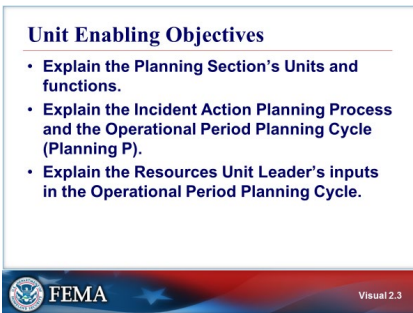 Unit Enabling Objectives
• Explain the Planning Section's Units and
functions.
• Explain the Incident Action Planning Process
and the Operational Period Planning Cycle
(Planning P).
• Explain the Resources Unit Leader's inputs
in the Operational Period Planning Cycle.
FEMA
Visual 2.3